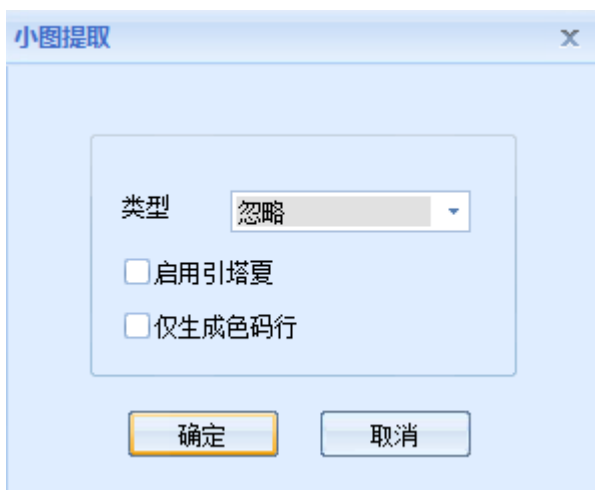 小图提取
类型 忽略
启用引塔夏
仅生成色码行
确定 取消